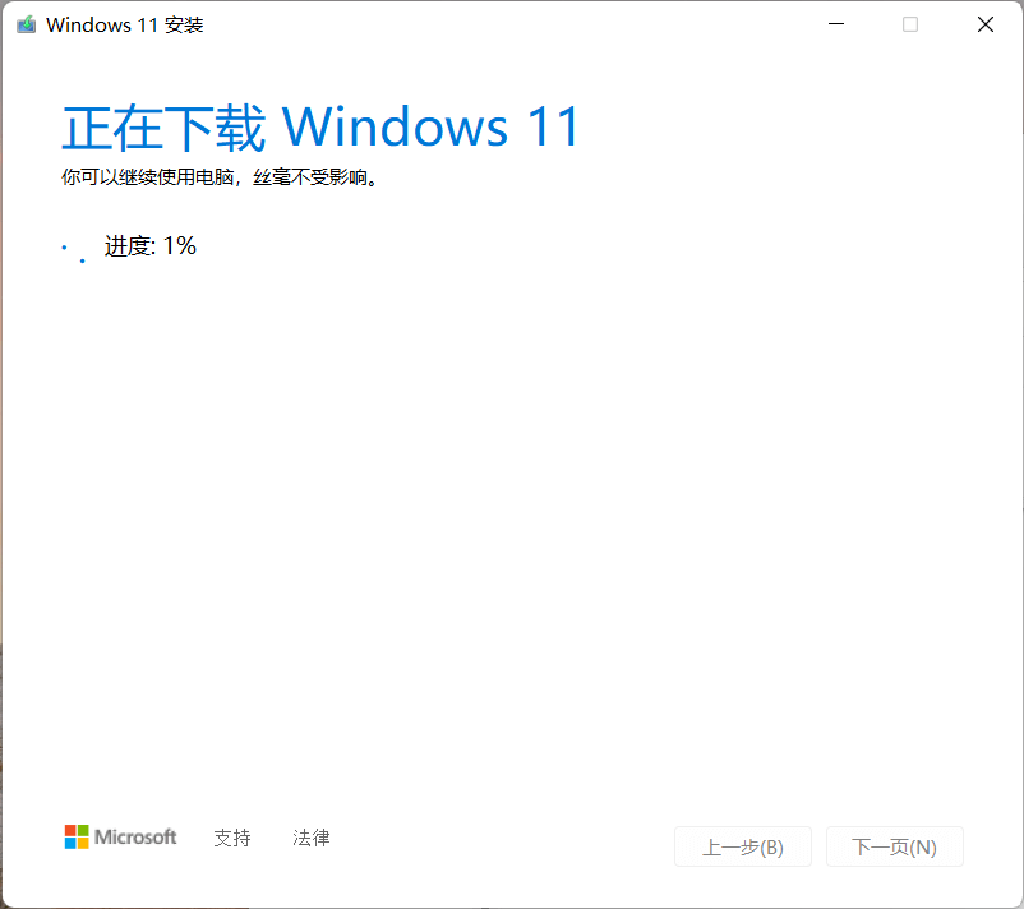 Windows 11 安装
正在下载 Windows 11
你可以继续使用电脑，丝毫不受影响。
进度: 1%
Microsoft 支持 法律
上一步(B) 下一页(N)